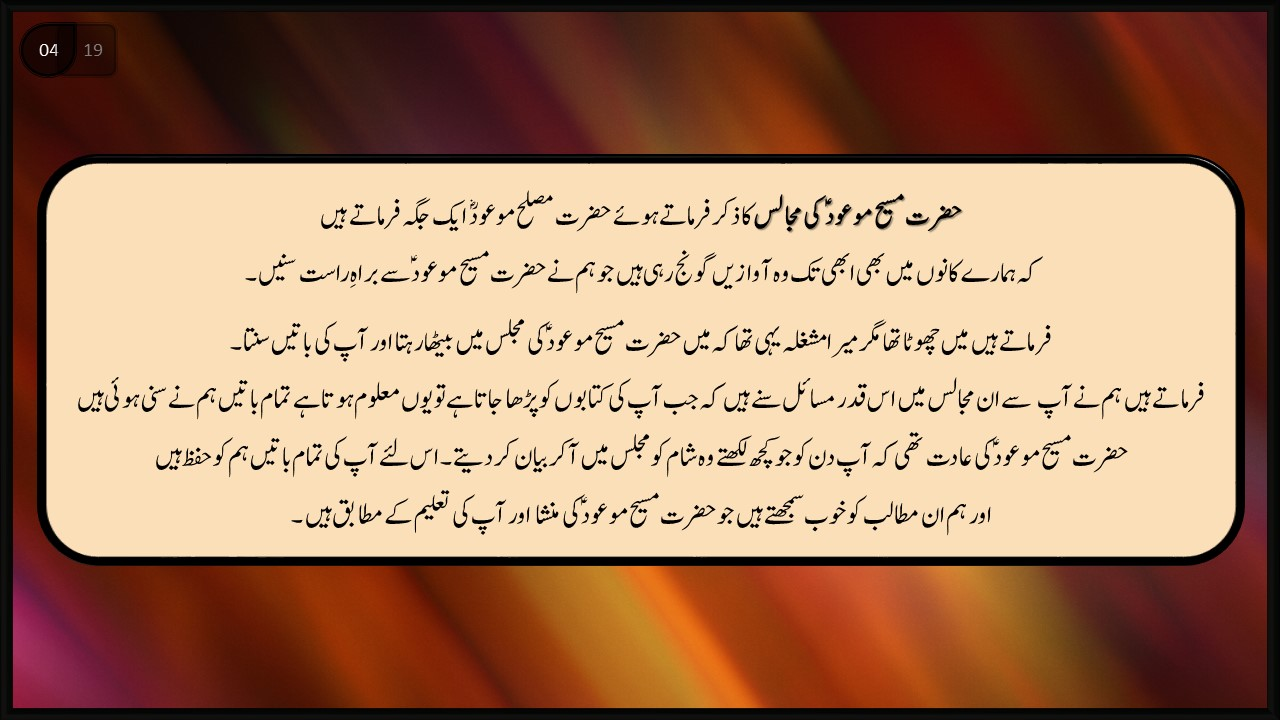 04 19
حضرت مسیح موعودؑ کی مجالس کا ذکر فرماتے ہوئے حضرت مصلح موعودؓ ایک جگہ فرماتے ہیں
کہ ہمارے کانوں میں بھی ابھی تک وہ آوازیں گونج رہی ہیں جو ہم نے حضرت مسیح موعودؑ سے براہِ راست سنیں۔
فرماتے ہیں میں چھوٹا تھا مگر میرا مشغلہ یہی تھا کہ میں حضرت مسیح موعودؑ کی مجلس میں بیٹھا رہتا اور آپ کی باتیں سنتا۔
فرماتے ہیں ہم نے آپ سے ان مجالس میں اس قدر مسائل سنے ہیں کہ جب آپ کی کتابوں کو پڑھا جاتا ہے تو یوں معلوم ہوتا ہے تمام باتیں ہم نے سنی ہوئی ہیں
حضرت مسیح موعودؑ کی عادت تھی کہ آپ دن کو جو کچھ لکھتے وہ شام کو مجلس میں آ کر بیان کر دیتے۔ اس لئے آپ کی تمام باتیں ہم کو حفظ ہیں
اور ہم ان مطالب کو خوب سمجھتے ہیں جو حضرت مسیح موعودؑ کی منشا اور آپ کی تعلیم کے مطابق ہیں۔